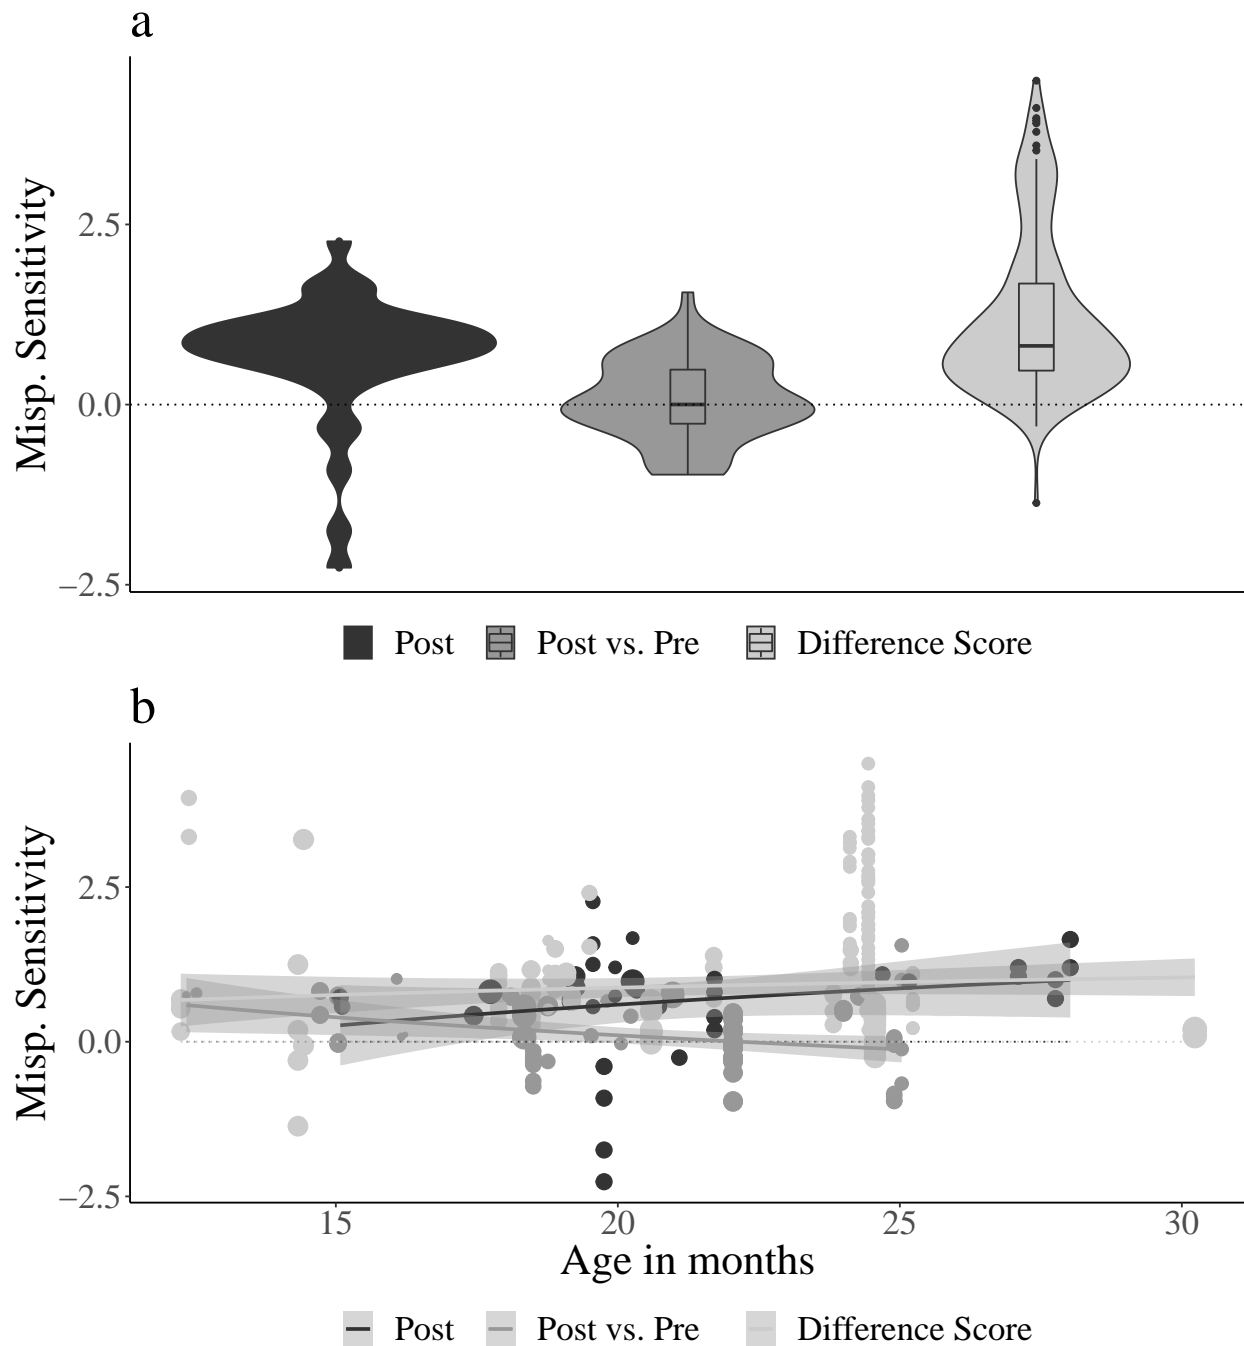 a
Misp. Sensitivity
2.5
0.0
−2.5
Post
Post vs. Pre
Difference Score
b
Misp. Sensitivity
2.5
0.0
−2.5
15
20
25
30
Age in months
Post
Post vs. Pre
Difference Score